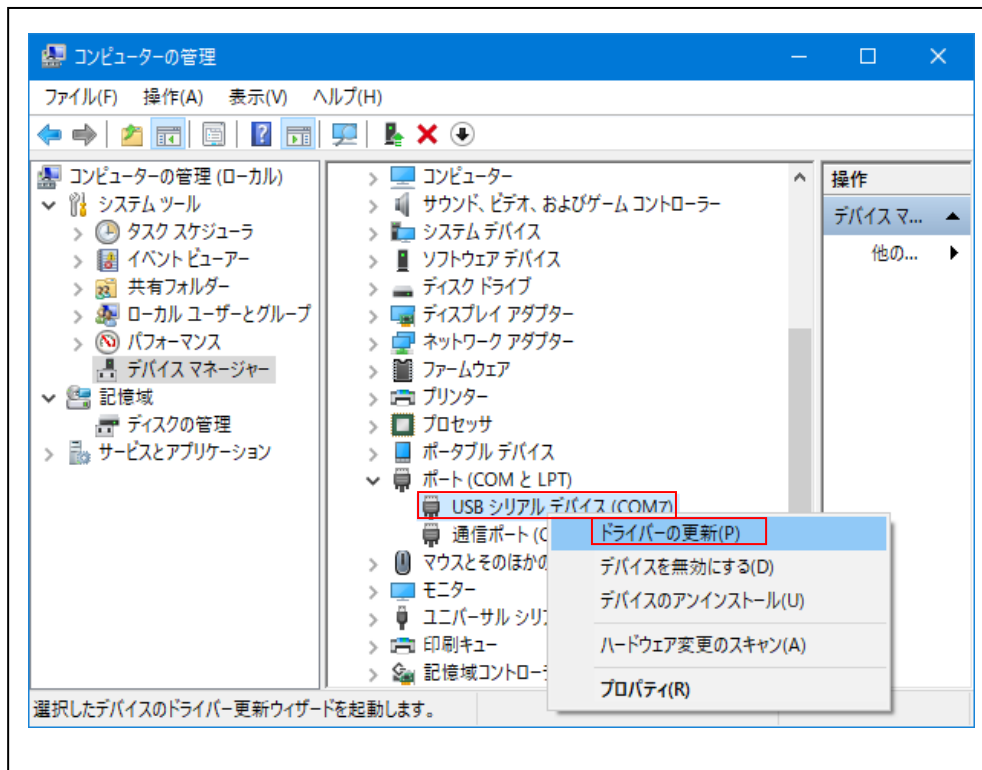 コンピューターの管理
ファイル(F) 操作(A) 表示(V) ヘルプ(H)
コンピューターの管理 (ローカル)
システム ツール
タスク スケジューラ
イベント ビューアー
共有フォルダー
ローカル ユーザーとグループ
パフォーマンス
デバイス マネージャー
記憶域
ディスクの管理
サービスとアプリケーション
コンピューター
サウンド、ビデオ、およびゲーム コントローラー
システム デバイス
ソフトウェア デバイス
ディスク ドライブ
ディスプレイ アダプター
ネットワーク アダプター
ファームウェア
プリンター
プロセッサ
ポータブル デバイス
ポート (COM と LPT)
USB シリアル デバイス (COM7)
通信ポート (C
マウスとそのほかの
モニター
ユニバーサル シリ
印刷キュー
記憶域コントロー
ドライバーの更新(P)
デバイスを無効にする(D)
デバイスのアンインストール(U)
ハードウェア変更のスキャン(A)
プロパティ(R)
操作
デバイス マ...
他の...
選択したデバイスのドライバー更新ウィザードを起動します。